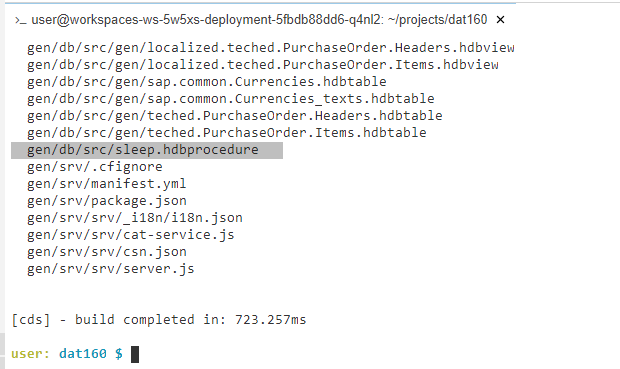 >_ user@workspaces-ws-5w5xs-deployment-5fbdb88dd6-q4nl2: ~/projects/dat160 ×
gen/db/src/gen/localized.teched.PurchaseOrder.Headers.hdbview
gen/db/src/gen/localized.teched.PurchaseOrder.Items.hdbview
gen/db/src/gen/sap.common.Currencies.hdbtable
gen/db/src/gen/sap.common.Currencies_texts.hdbtable
gen/db/src/gen/teched.PurchaseOrder.Headers.hdbtable
gen/db/src/gen/teched.PurchaseOrder.Items.hdbtable
gen/db/src/sleep.hdbprocedure
gen/srv/.cfignore
gen/srv/manifest.yml
gen/srv/package.json
gen/srv/srv/_i18n/i18n.json
gen/srv/srv/cat-service.js
gen/srv/srv/csn.json
gen/srv/srv/server.js
[cds] - build completed in: 723.257ms
user: dat160 $